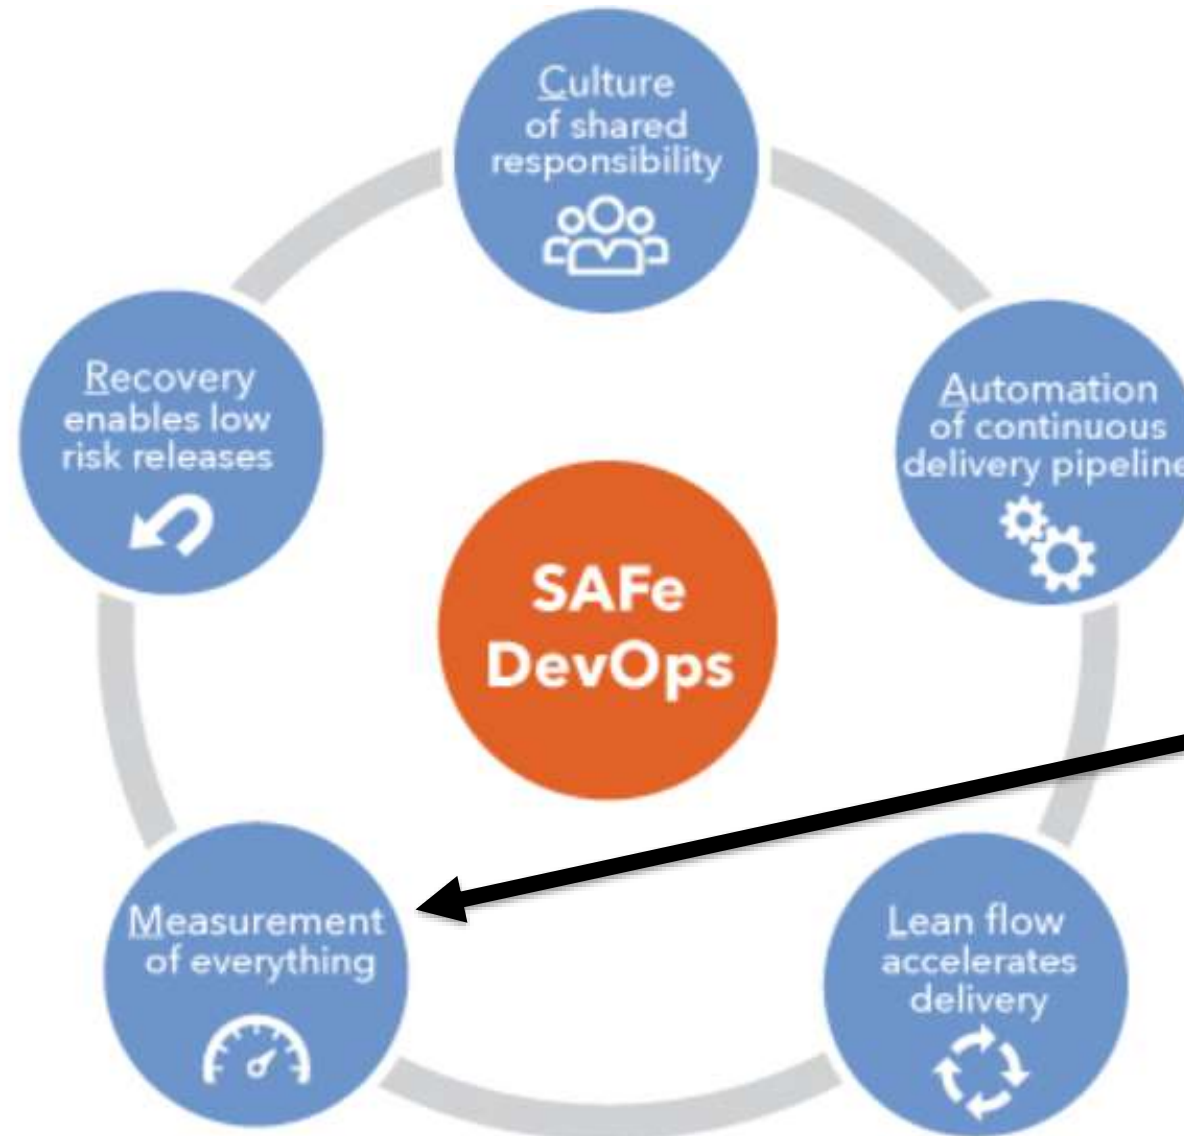 Culture
of shared
responsibility
Automation
of continuous
delivery pipeline
Lean flow
accelerates
delivery
Measurement
of everything
Recovery
enables low
risk releases
SAFe
DevOps